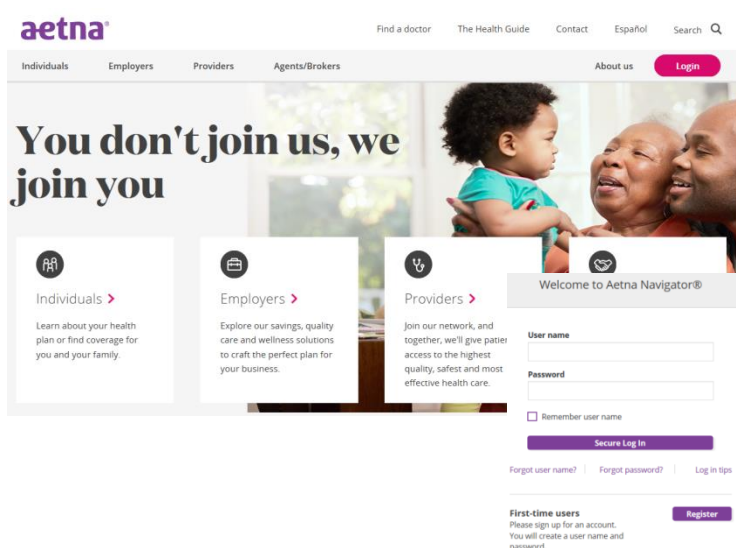 aetna®
Find a doctor The Health Guide Contact Español Search
Individuals Employers Providers Agents/Brokers About us Login
You don't join us, we
join you
Individuals >
Learn about your health
plan or find coverage for
you and your family.
Employers >
Explore our savings, quality
care and wellness solutions
to craft the perfect plan for
your business.
Providers >
Join our network, and
together, we'll give patie
access to the highest
quality, safest and most
effective health care.
Welcome to Aetna Navigator®
User name
Password
Remember user name
Secure Log In
Forgot user name? Forgot password? Log in tips
First-time users Register
Please sign up for an account.
You will create a user name and
password